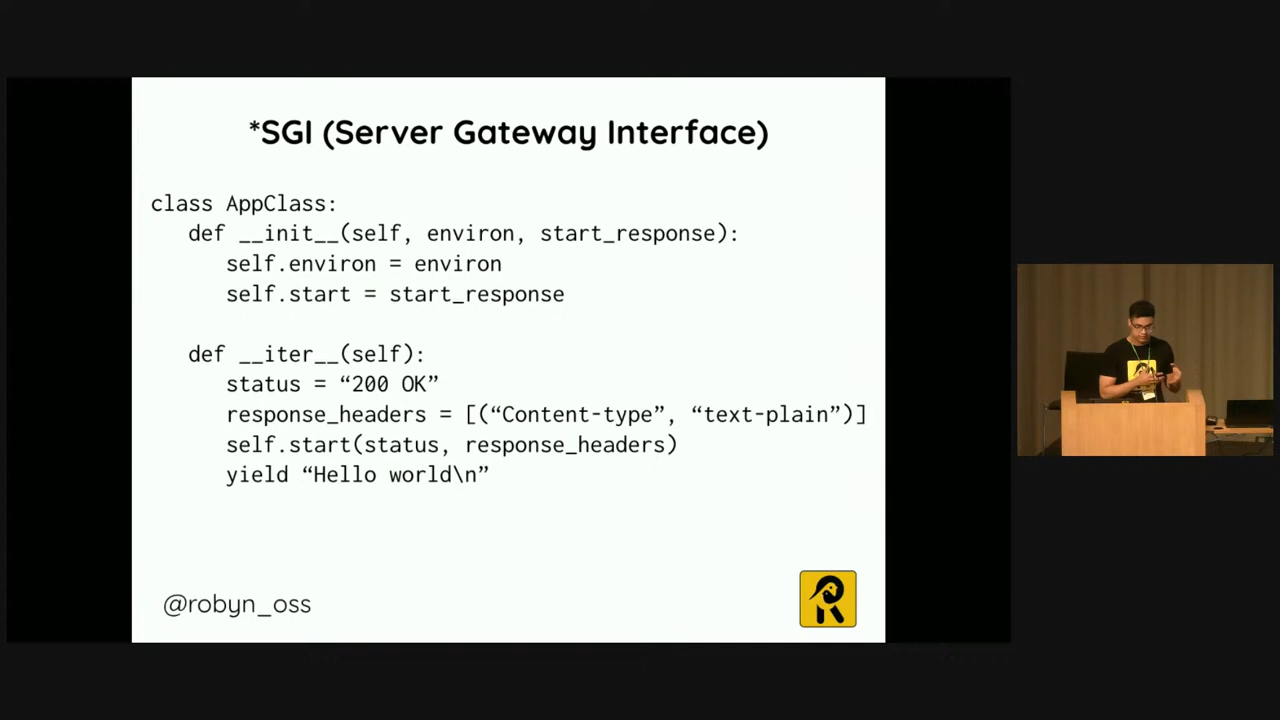 *SGI (Server Gateway Interface)
class AppClass:
def __init__(self, environ, start_response):
self.environ = environ
self.start = start_response
def __iter__(self):
status = “200 OK”
response_headers = [(“Content-type”, “text-plain”)]
self.start(status, response_headers)
yield “Hello world\n”
@robyn_oss
R